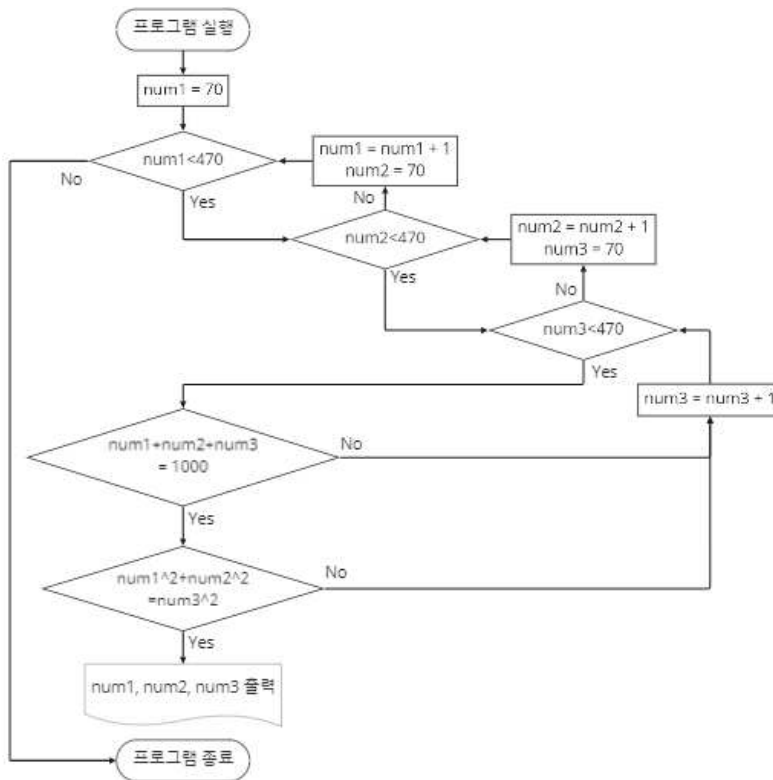 프로그램 실행
num1 = 70
num1<470
No
Yes
num1 = num1 + 1
num2 = 70
No
num2<470
Yes
num2 = num2 + 1
num3 = 70
No
num3<470
Yes
num3 = num3 + 1
num1+num2+num3
= 1000
No
Yes
num1^2+num2^2
=num3^2
No
Yes
num1, num2, num3 출력
프로그램 종료